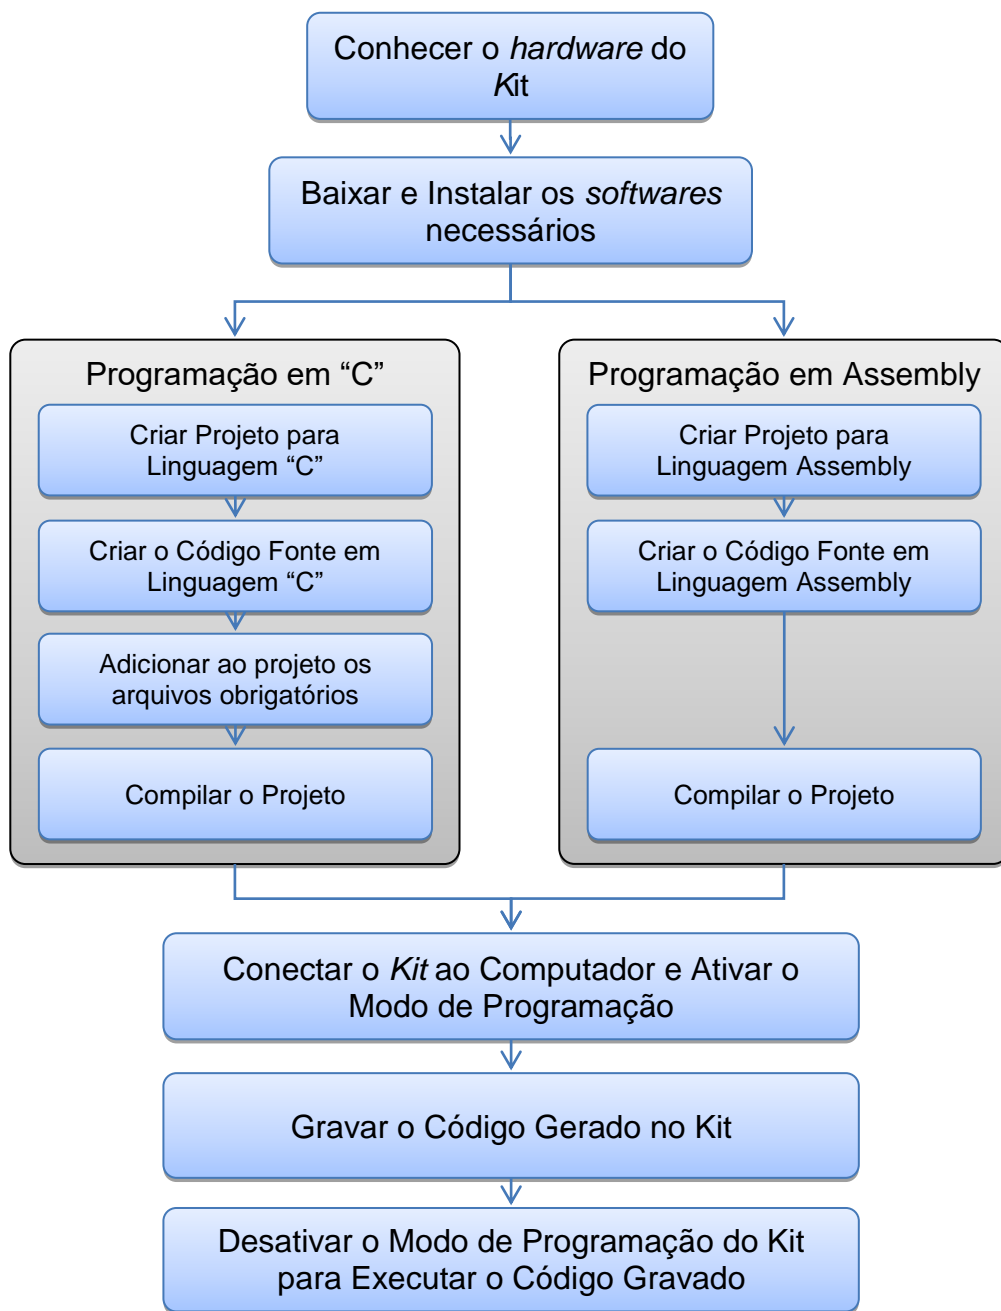 Conhecer o hardware do
Kit
Baixar e Instalar os softwares
necessários
Programação em “C”
Criar Projeto para
Linguagem “C”
Criar o Código Fonte em
Linguagem “C”
Adicionar ao projeto os
arquivos obrigatórios
Compilar o Projeto
Programação em Assembly
Criar Projeto para
Linguagem Assembly
Criar o Código Fonte em
Linguagem Assembly
Compilar o Projeto
Conectar o Kit ao Computador e Ativar o
Modo de Programação
Gravar o Código Gerado no Kit
Desativar o Modo de Programação do Kit
para Executar o Código Gravado